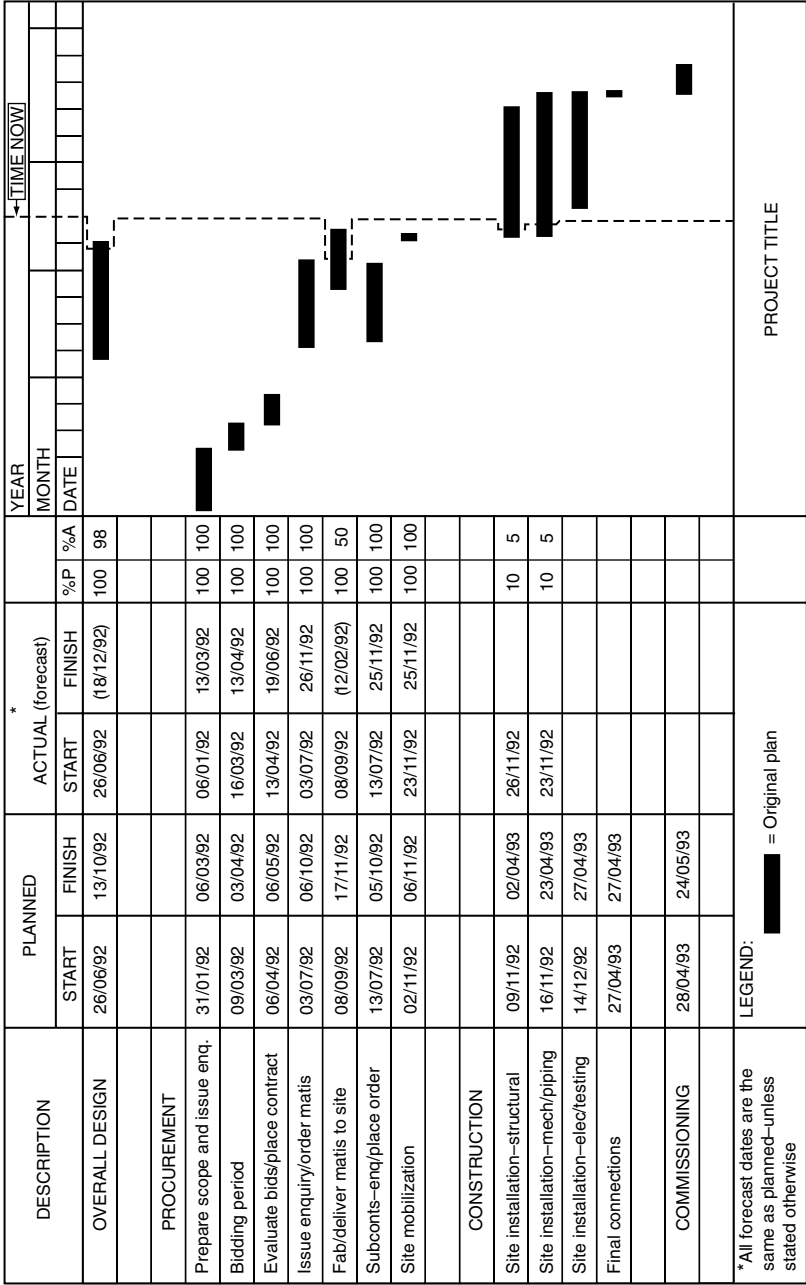 DESCRIPTION PLANNED * ACTUAL (forecast) YEAR TIME NOW
START FINISH START FINISH %P %A MONTH
DATE
OVERALL DESIGN 26/06/92 13/10/92 26/06/92 (18/12/92) 100 98
PROCUREMENT
Prepare scope and issue enq. 31/01/92 06/03/92 06/01/92 13/03/92 100 100
Bidding period 09/03/92 03/04/92 16/03/92 13/04/92 100 100
Evaluate bids/place contract 06/04/92 06/05/92 13/04/92 19/06/92 100 100
Issue enquiry/order matis 03/07/92 06/10/92 03/07/92 26/11/92 100 100
Fab/deliver matis to site 08/09/92 17/11/92 08/09/92 (12/02/92) 100 50
Subconts–enq/place order 13/07/92 05/10/92 13/07/92 25/11/92 100 100
Site mobilization 02/11/92 06/11/92 23/11/92 25/11/92 100 100
CONSTRUCTION
Site installation–structural 09/11/92 02/04/93 26/11/92 10 5
Site installation–mech/piping 16/11/92 23/04/93 23/11/92 10 5
Site installation–elec/testing 14/12/92 27/04/93
Final connections 27/04/93 27/04/93
COMMISSIONING 28/04/93 24/05/93
*All forecast dates are the
same as planned–unless
stated otherwise
LEGEND:
= Original plan
PROJECT TITLE